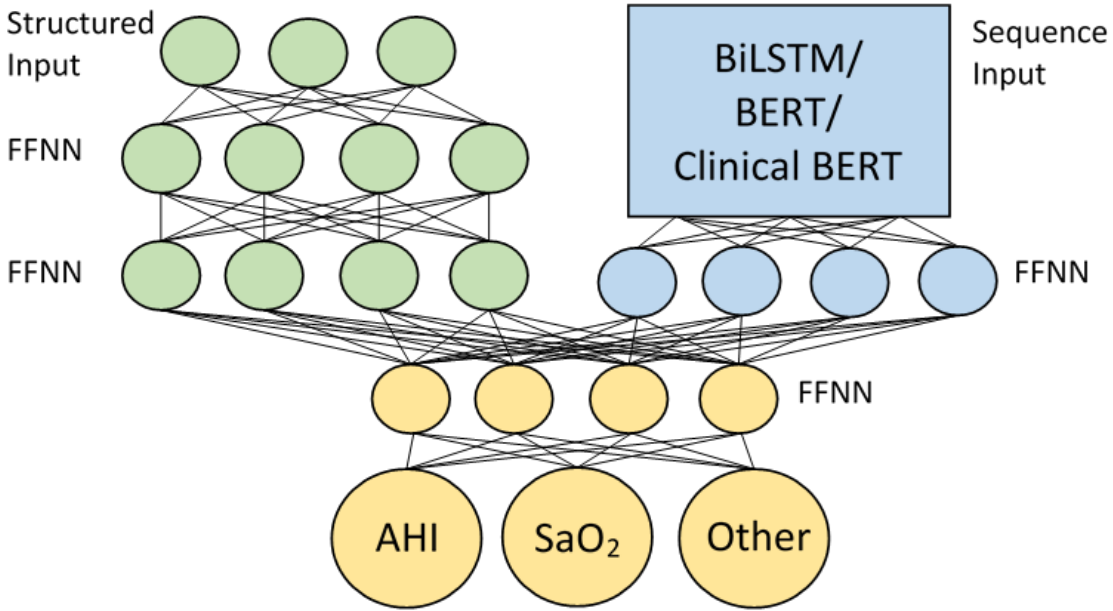 Structured
Input
BiLSTM/
BERT/
Clinical BERT
Sequence
Input
FFNN
FFNN
FFNN
FFNN
AHI
SaO₂
Other